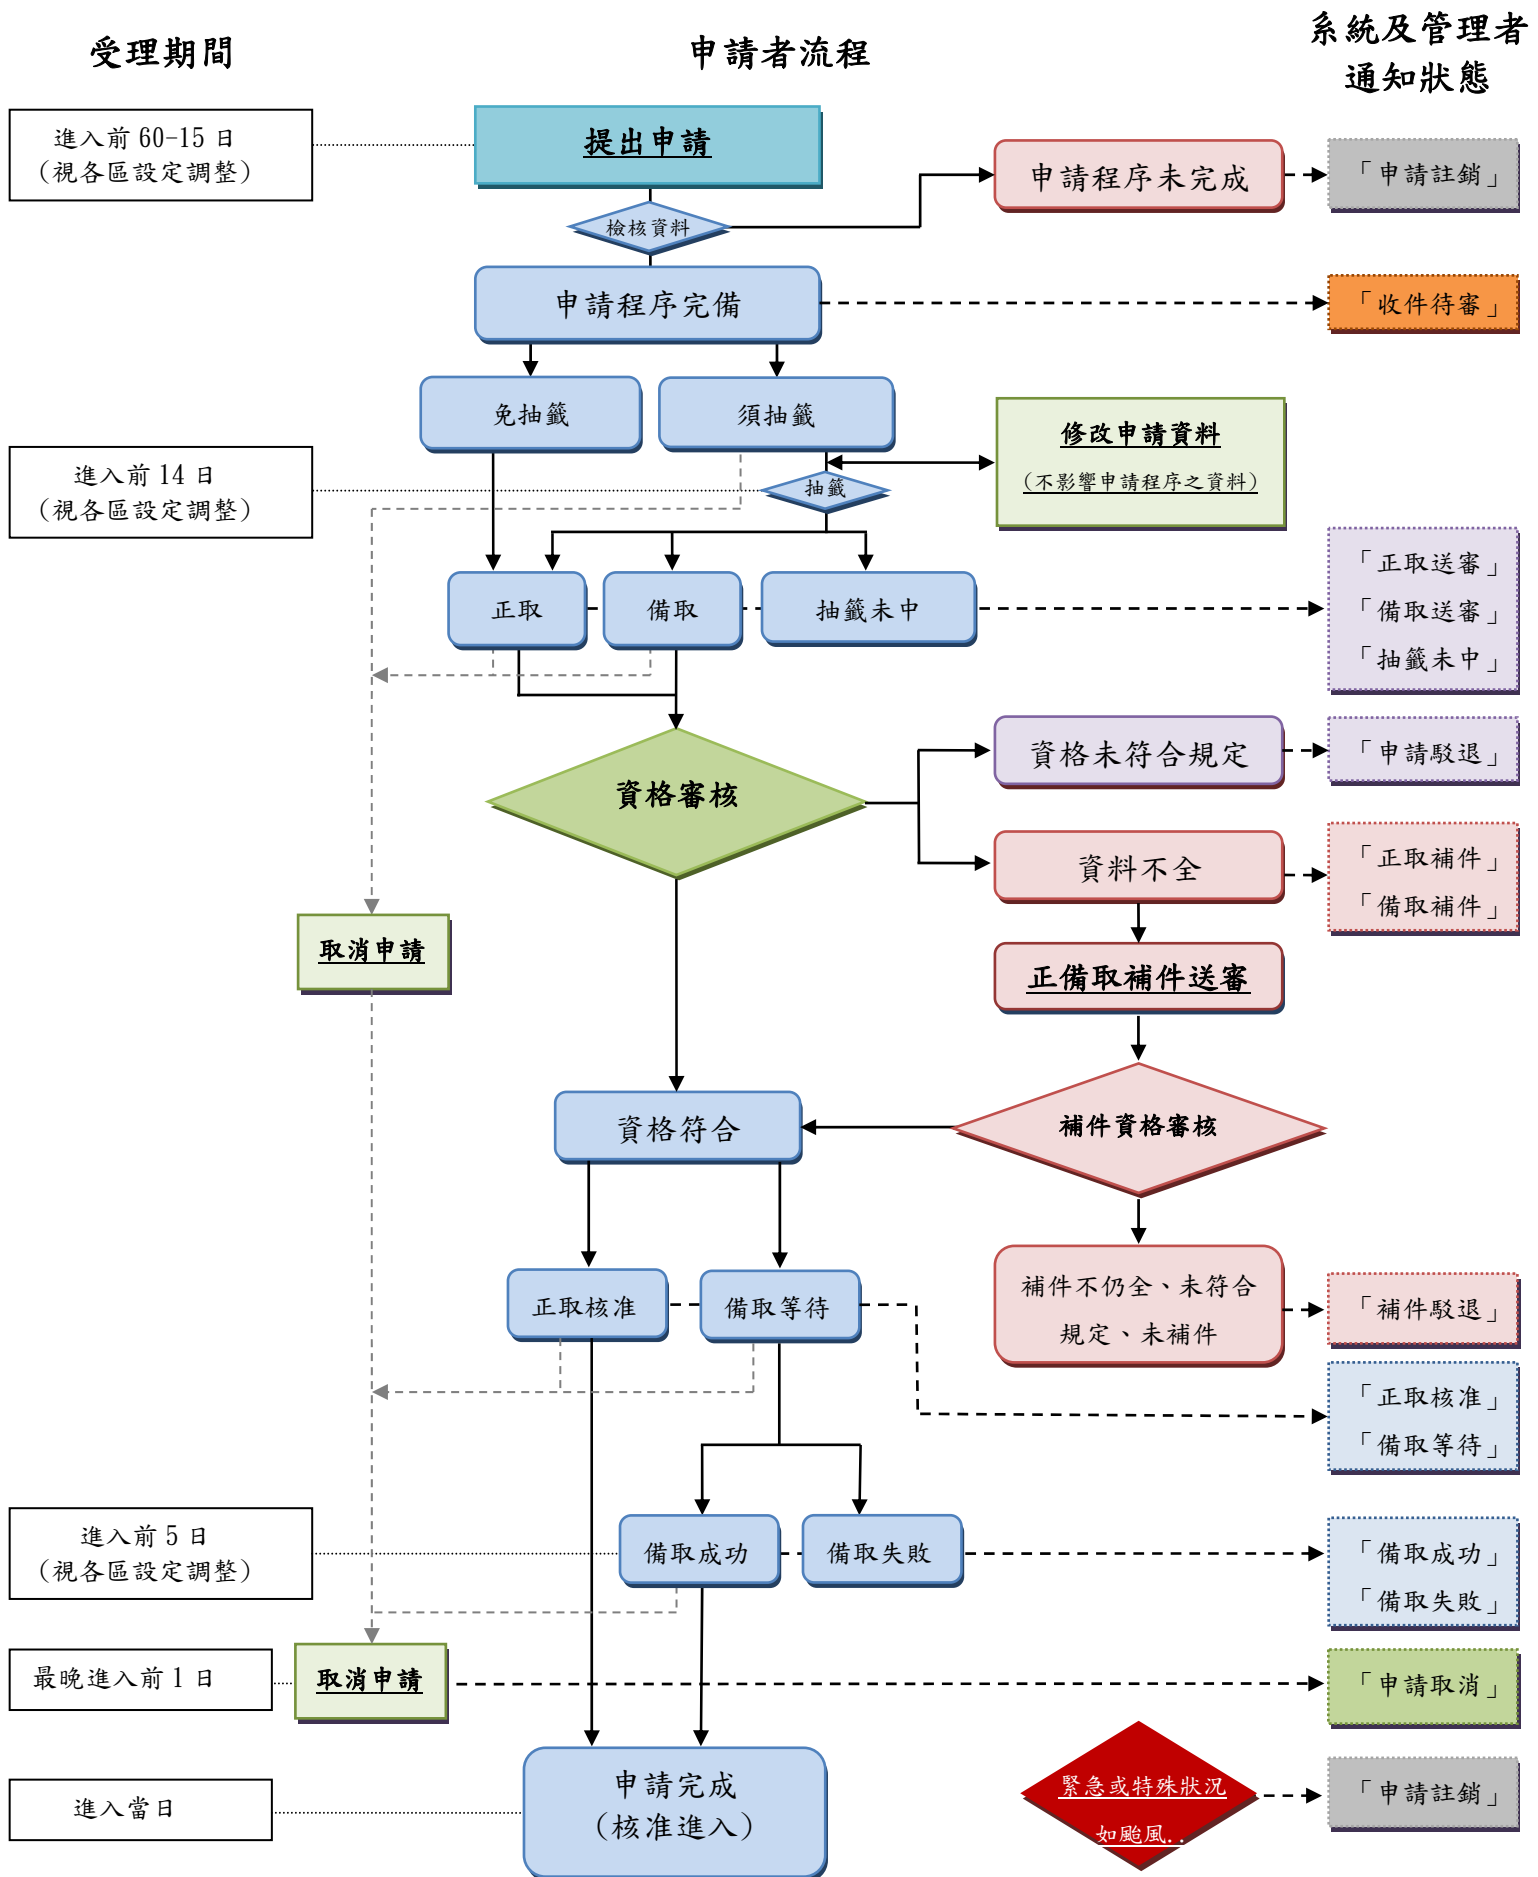 受理期間
申請者流程
系統及管理者
通知狀態
進入前 60-15 日
(視各區設定調整)
提出申請
申請程序未完成
「申請註銷」
檢核資料
申請程序完備
「收件待審」
免抽籤
須抽籤
修改申請資料
(不影響申請程序之資料)
進入前 14 日
(視各區設定調整)
抽籤
正取
備取
抽籤未中
「正取送審」
「備取送審」
「抽籤未中」
資格審核
資格未符合規定
「申請駁退」
資料不全
「正取補件」
「備取補件」
取消申請
正備取補件送審
資格符合
補件資格審核
正取核准
備取等待
補件不仍全、未符合
規定、未補件
「補件駁退」
「正取核准」
「備取等待」
進入前 5 日
(視各區設定調整)
備取成功
備取失敗
「備取成功」
「備取失敗」
最晚進入前 1 日
取消申請
「申請取消」
進入當日
申請完成
(核准進入)
緊急或特殊狀況
如颱風..
「申請註銷」